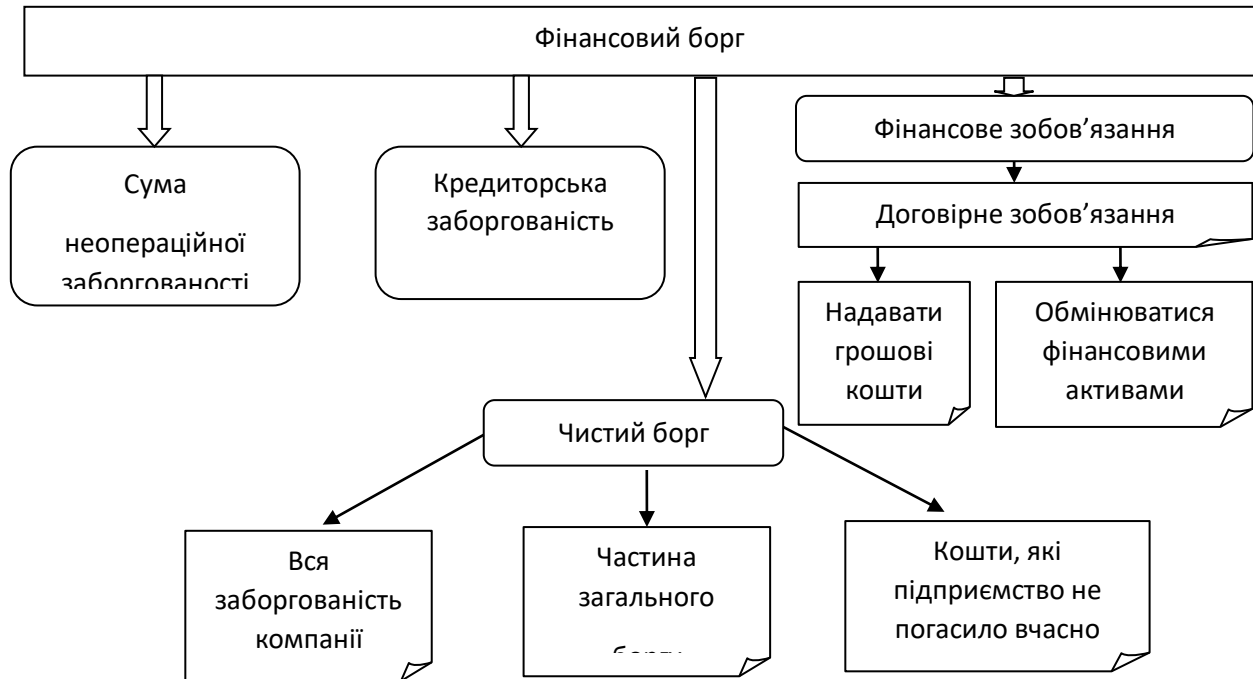 Фінансовий борг
Фінансове зобов’язання
Сума
неопераційної
заборгованості
Кредиторська
заборгованість
Договірне зобов’язання
Надавати
грошові
кошти
Обмінюватися
фінансовими
активами
Чистий борг
Вся
заборгованість
компанії
Частина
загального
Кошти, які
підприємство не
погасило вчасно